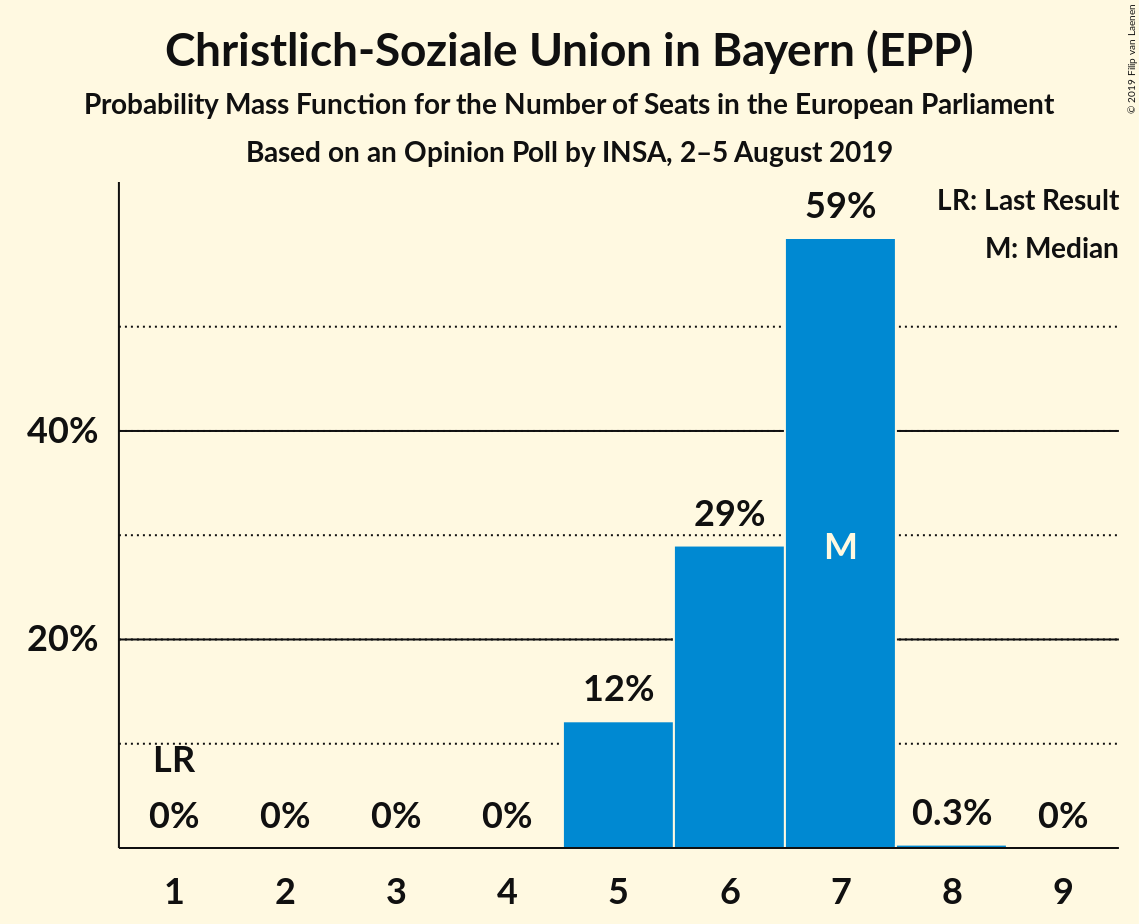 Christlich-Soziale Union in Bayern (EPP)
Probability Mass Function for the Number of Seats in the European Parliament
Based on an Opinion Poll by INSA, 2–5 August 2019
© 2019 Filip van Laenen
LR: Last Result
M: Median
59%
40%
29%
M
20%
12%
LR
0% 0% 0% 0% 0.3% 0%
1 2 3 4 5 6 7 8 9